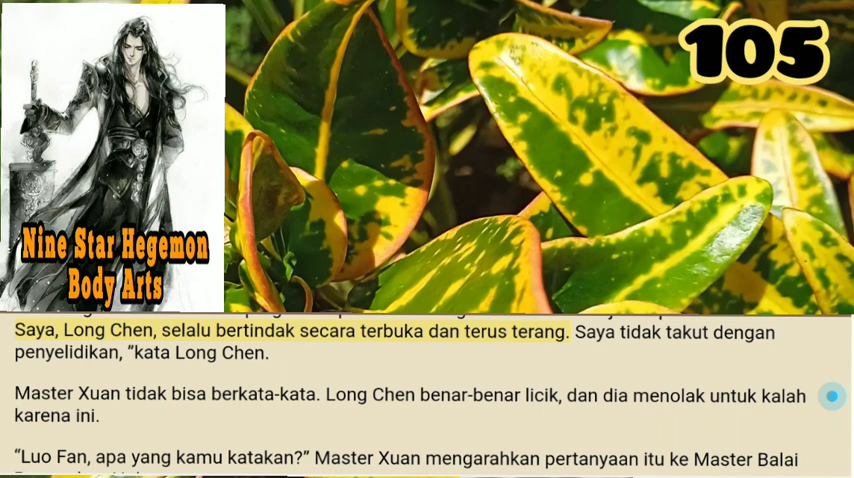 105
Nine Star Hegemon
Body Arts
Saya, Long Chen, selalu bertindak secara terbuka dan terus terang. Saya tidak takut dengan
penyelidikan, ”kata Long Chen.
Master Xuan tidak bisa berkata-kata. Long Chen benar-benar licik, dan dia menolak untuk kalah
karena ini.
“Luo Fan, apa yang kamu katakan?” Master Xuan mengarahkan pertanyaan itu ke Master Balai